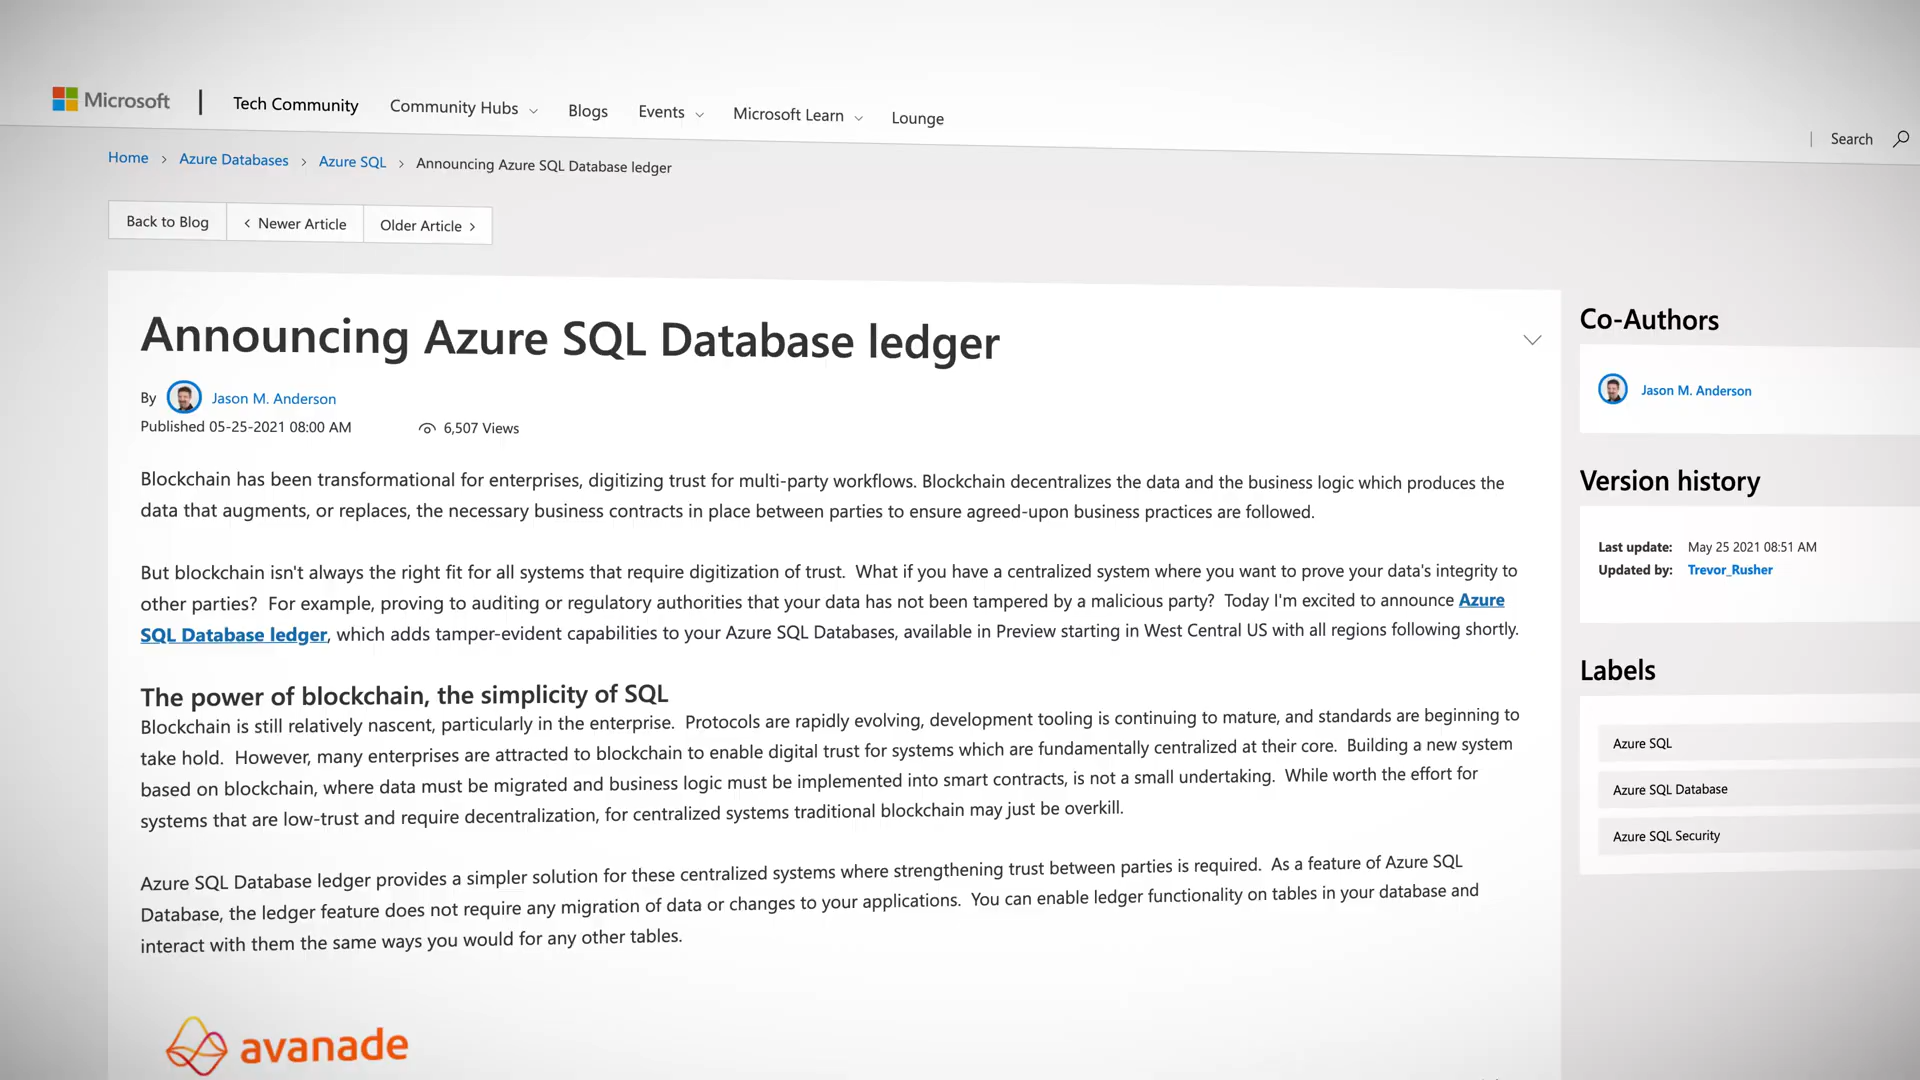 Microsoft | Tech Community Community Hubs Blogs Events Microsoft Learn Lounge
| Search
Home > Azure Databases > Azure SQL > Announcing Azure SQL Database ledger
Back to Blog < Newer Article Older Article >
Announcing Azure SQL Database ledger
By Jason M. Anderson
Published 05-25-2021 08:00 AM 6,507 Views
Blockchain has been transformational for enterprises, digitizing trust for multi-party workflows. Blockchain decentralizes the data and the business logic which produces the
data that augments, or replaces, the necessary business contracts in place between parties to ensure agreed-upon business practices are followed.
But blockchain isn't always the right fit for all systems that require digitization of trust. What if you have a centralized system where you want to prove your data's integrity to
other parties? For example, proving to auditing or regulatory authorities that your data has not been tampered by a malicious party? Today I'm excited to announce Azure
SQL Database ledger, which adds tamper-evident capabilities to your Azure SQL Databases, available in Preview starting in West Central US with all regions following shortly.
The power of blockchain, the simplicity of SQL
Blockchain is still relatively nascent, particularly in the enterprise. Protocols are rapidly evolving, development tooling is continuing to mature, and standards are beginning to
take hold. However, many enterprises are attracted to blockchain to enable digital trust for systems which are fundamentally centralized at their core. Building a new system
based on blockchain, where data must be migrated and business logic must be implemented into smart contracts, is not a small undertaking. While worth the effort for
systems that are low-trust and require decentralization, for centralized systems traditional blockchain may just be overkill.
Azure SQL Database ledger provides a simpler solution for these centralized systems where strengthening trust between parties is required. As a feature of Azure SQL
Database, the ledger feature does not require any migration of data or changes to your applications. You can enable ledger functionality on tables in your database and
interact with them the same ways you would for any other tables.
avanade
Co-Authors
Jason M. Anderson
Version history
Last update: May 25 2021 08:51 AM
Updated by: Trevor_Rusher
Labels
Azure SQL
Azure SQL Database
Azure SQL Security